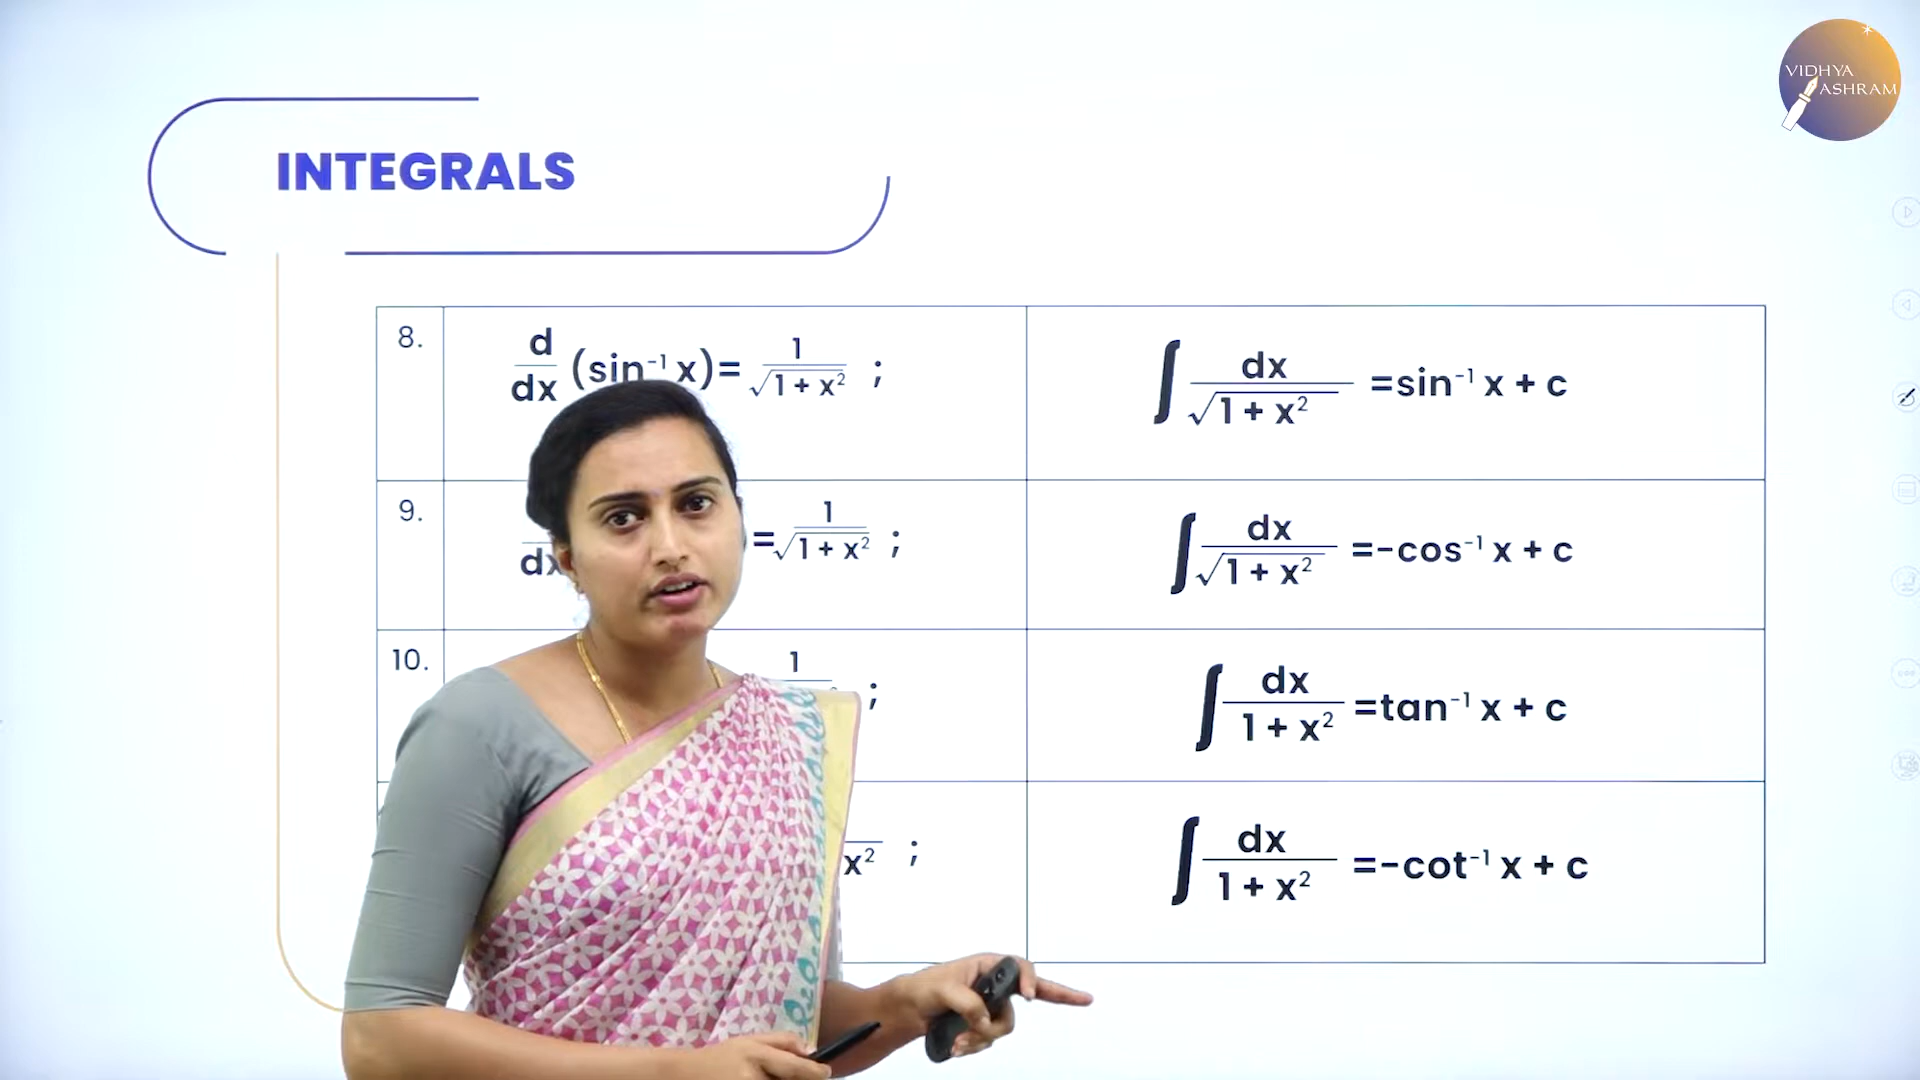 VIDHYA
ASHRAM
INTEGRALS
8.
d/dx (sin⁻¹ x)= 1/√1 + x² ;
∫ dx/√1 + x² =sin⁻¹ x + c
9.
dx
= 1/√1 + x² ;
∫ dx/√1 + x² =-cos⁻¹ x + c
10.
1
;
∫ dx/1 + x² =tan⁻¹ x + c
x² ;
∫ dx/1 + x² =-cot⁻¹ x + c